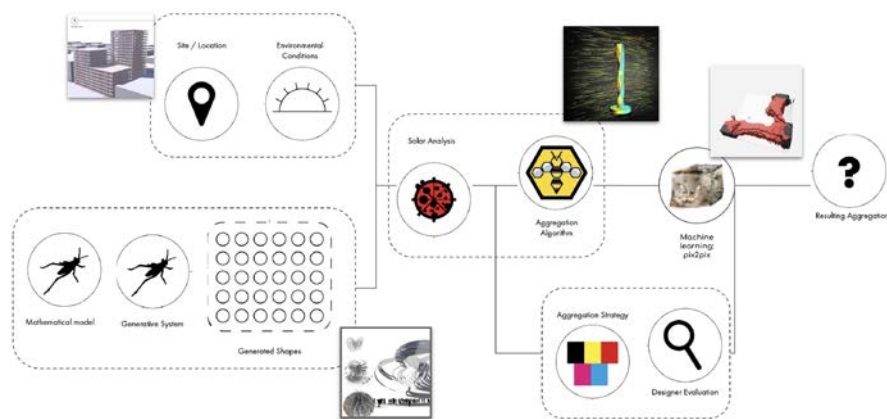 Site / Location
Environmental
Conditions
Solar Analysis
Aggregation
Algorithm
Machine
learning;
pix2pix
Resulting Aggregation
Mathematical model
Generative System
Generated Shapes
Aggregation Strategy
Designer Evaluation
?